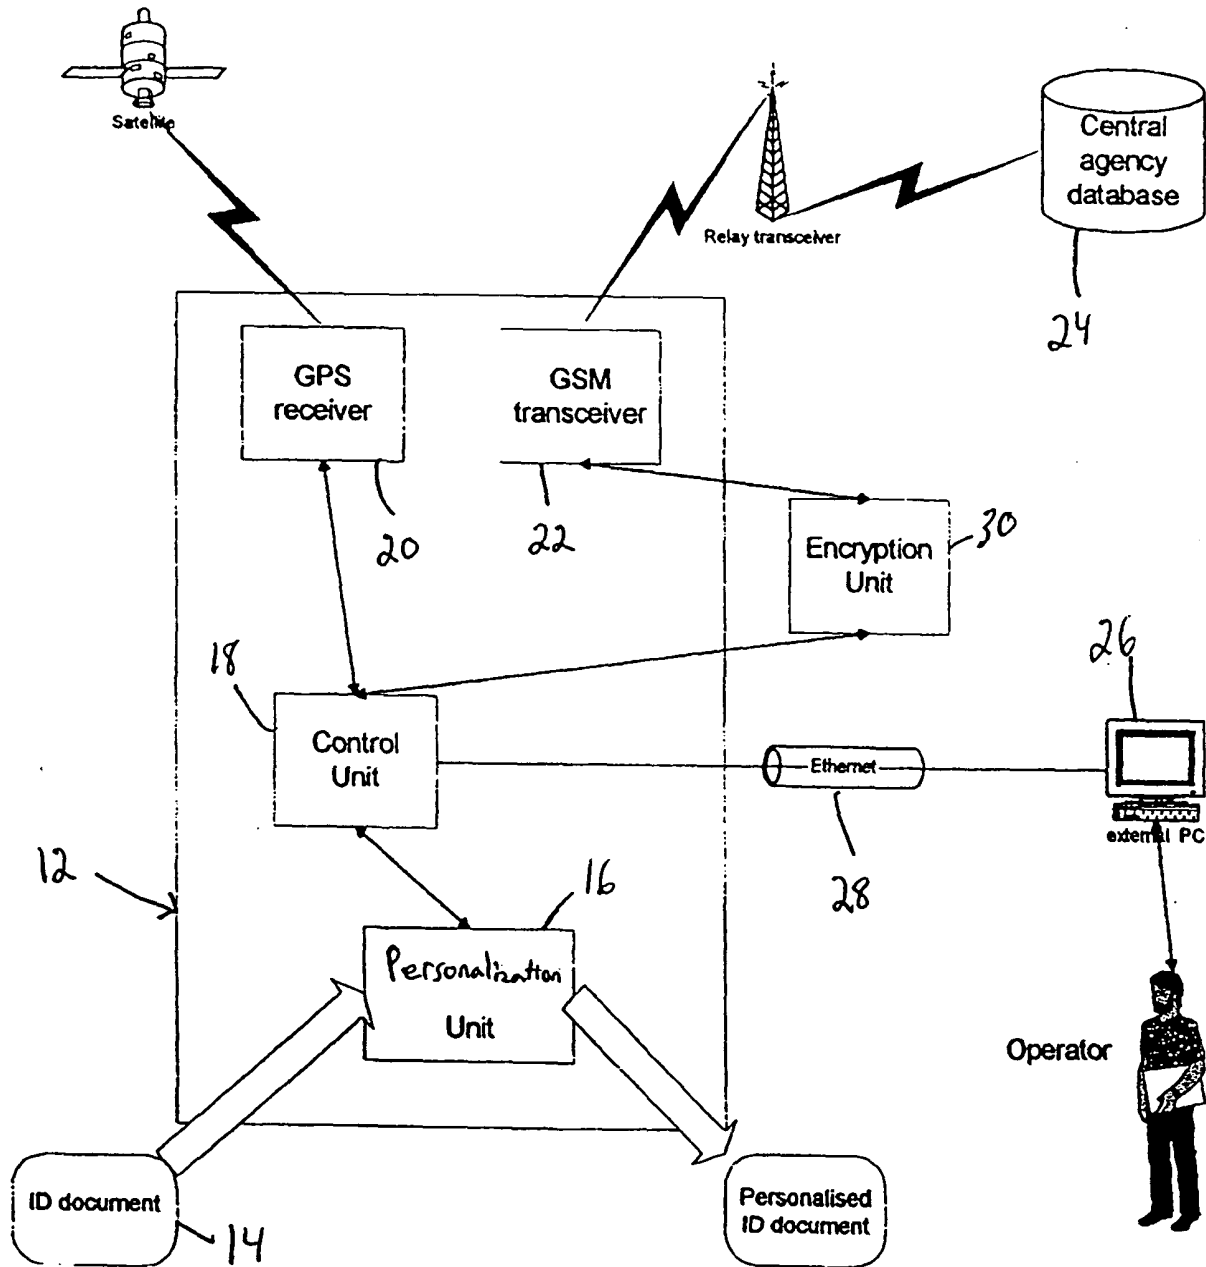 Satellite
Relay transceiver
Central
agency
database
24
GPS
receiver
20
GSM
transceiver
22
Encryption
Unit
30
18
Control
Unit
Ethernet
28
26
external PC
12
16
Personalization
Unit
Operator
ID document
14
Personalised
ID document